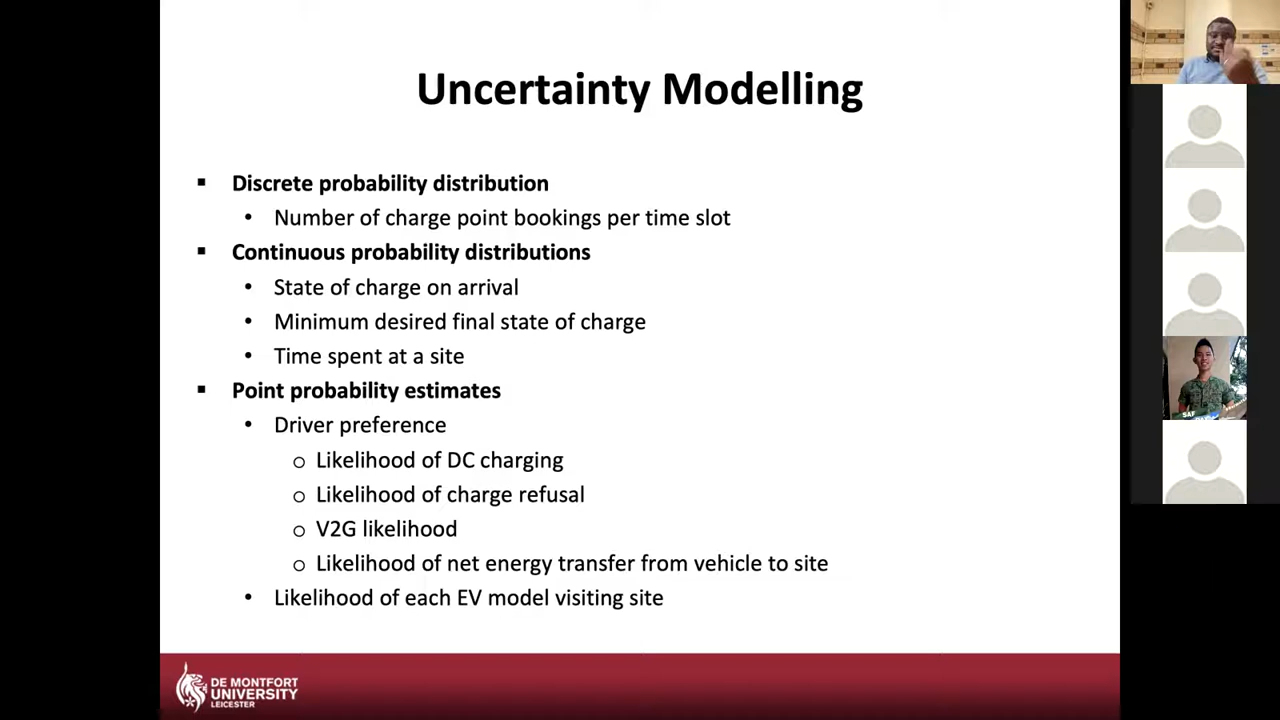 Uncertainty Modelling
▪ Discrete probability distribution
• Number of charge point bookings per time slot
▪ Continuous probability distributions
• State of charge on arrival
• Minimum desired final state of charge
• Time spent at a site
▪ Point probability estimates
• Driver preference
o Likelihood of DC charging
o Likelihood of charge refusal
o V2G likelihood
o Likelihood of net energy transfer from vehicle to site
• Likelihood of each EV model visiting site
DE MONTFORT
UNIVERSITY
LEICESTER
SAF